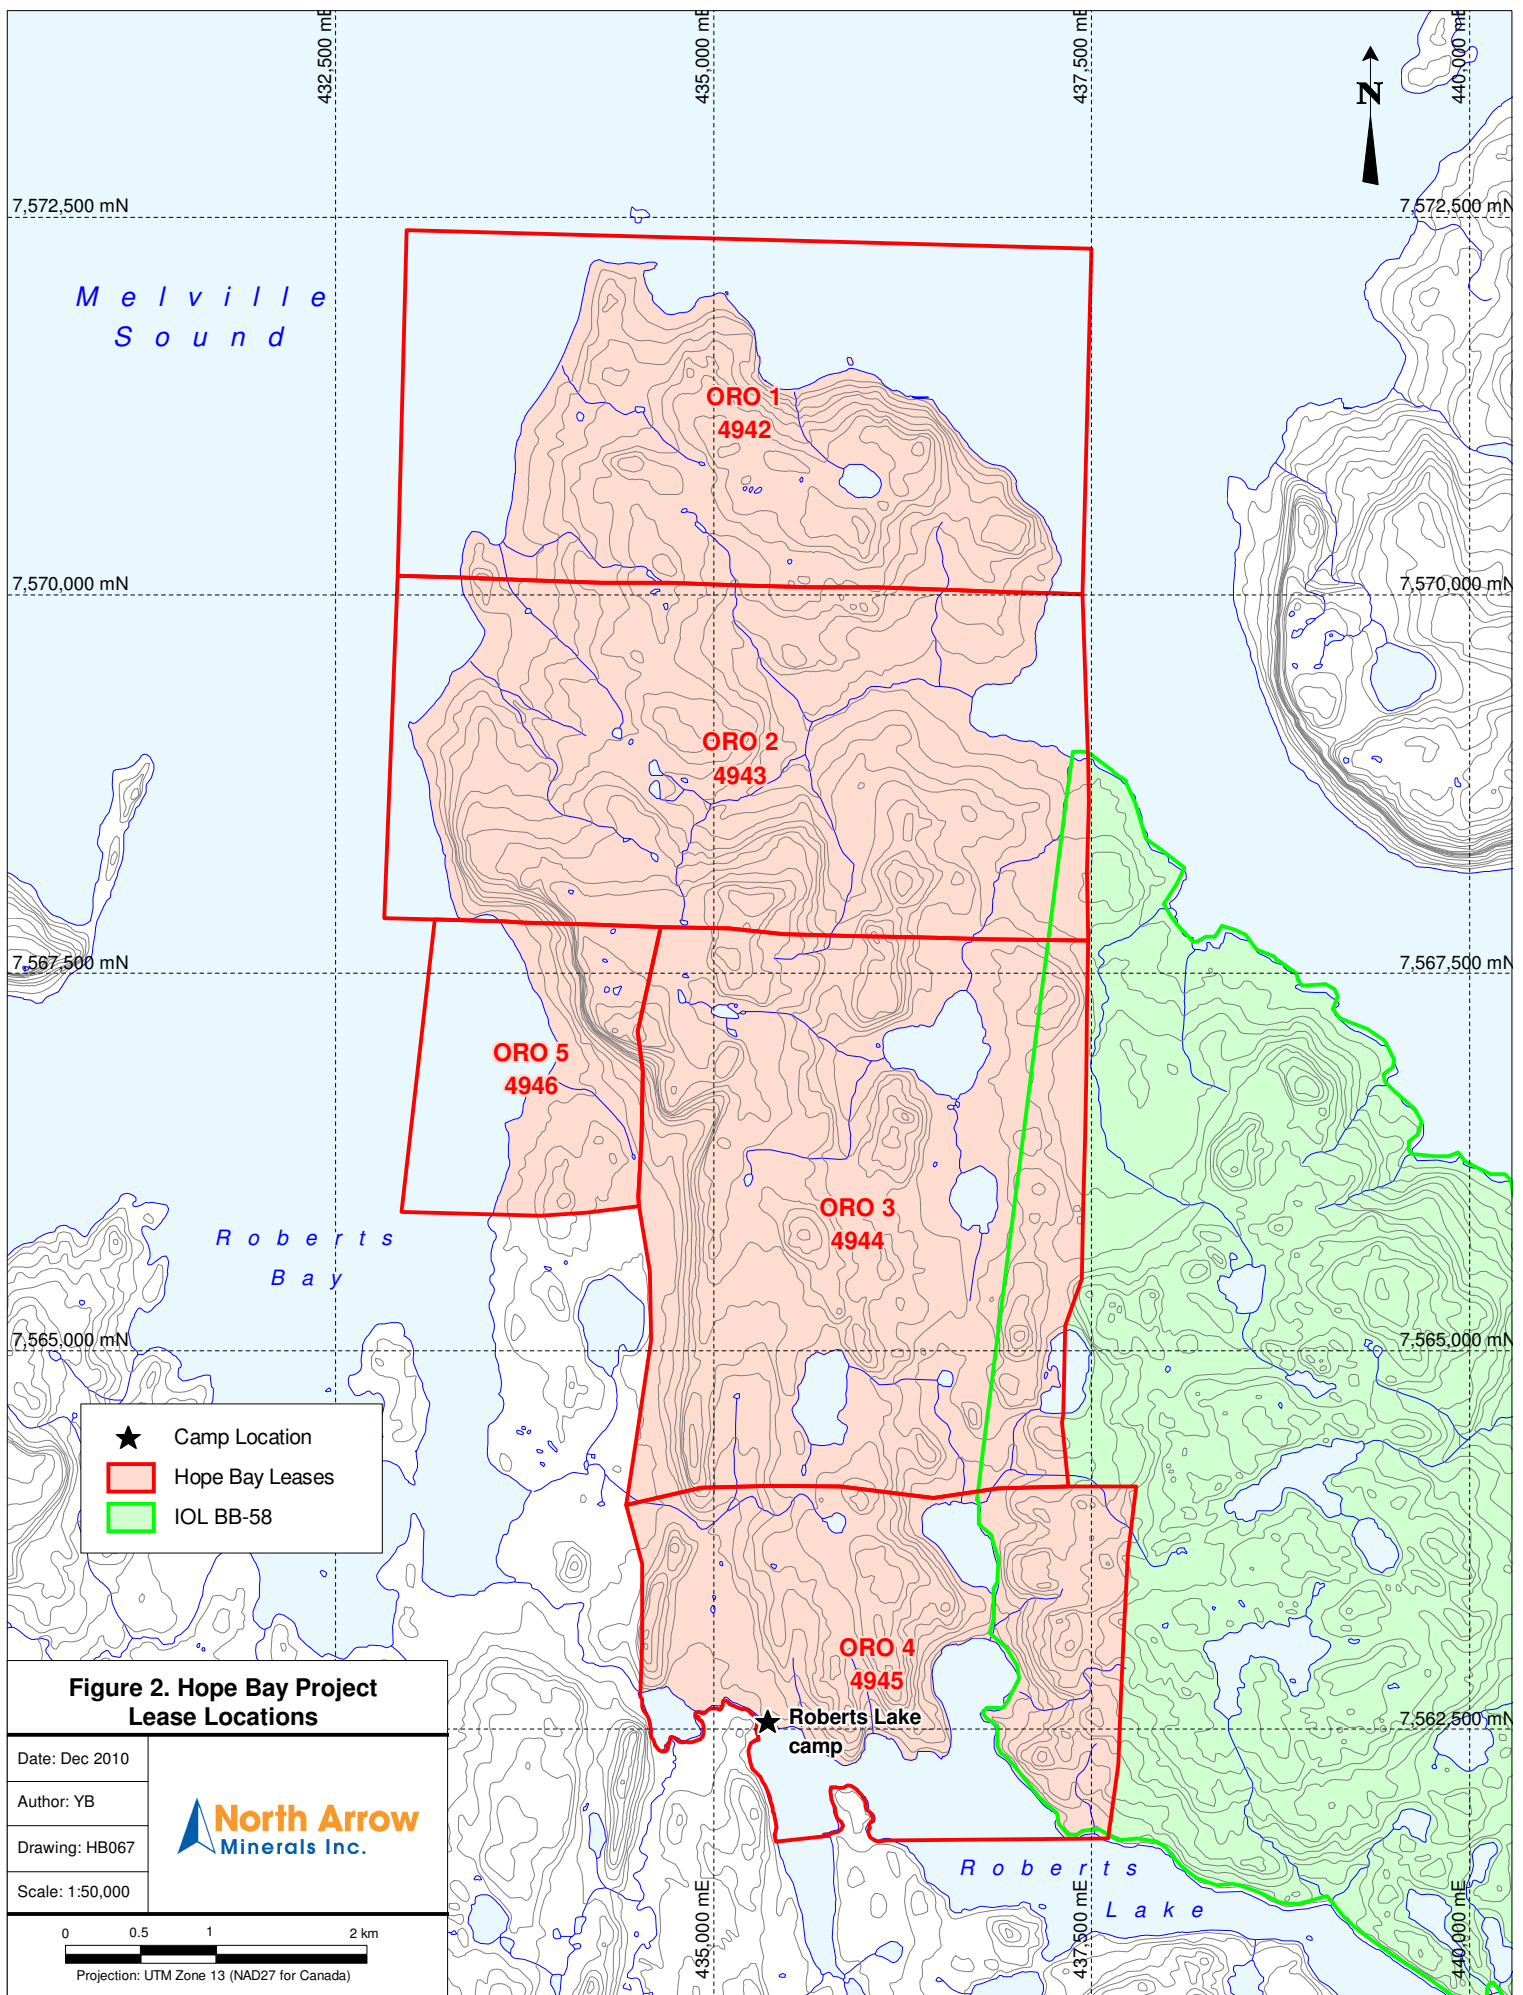 432,500 mE
435,000 mE
437,500 mE
440,000 mE
N
7,572,500 mN
7,572,500 mN
Melville
Sound
ORO 1
4942
7,570,000 mN
7,570,000 mN
ORO 2
4943
7,567,500 mN
7,567,500 mN
ORO 5
4946
ORO 3
4944
Roberts
Bay
7,565,000 mN
7,565,000 mN
Camp Location
Hope Bay Leases
IOL BB-58
ORO 4
4945
Roberts Lake
camp
7,562,500 mN
Figure 2. Hope Bay Project
Lease Locations
Date: Dec 2010
Author: YB
Drawing: HB067
Scale: 1:50,000
North Arrow
Minerals Inc.
0 0.5 1 2 km
Projection: UTM Zone 13 (NAD27 for Canada)
Roberts
Lake
435,000 mE
437,500 mE
440,000 mE